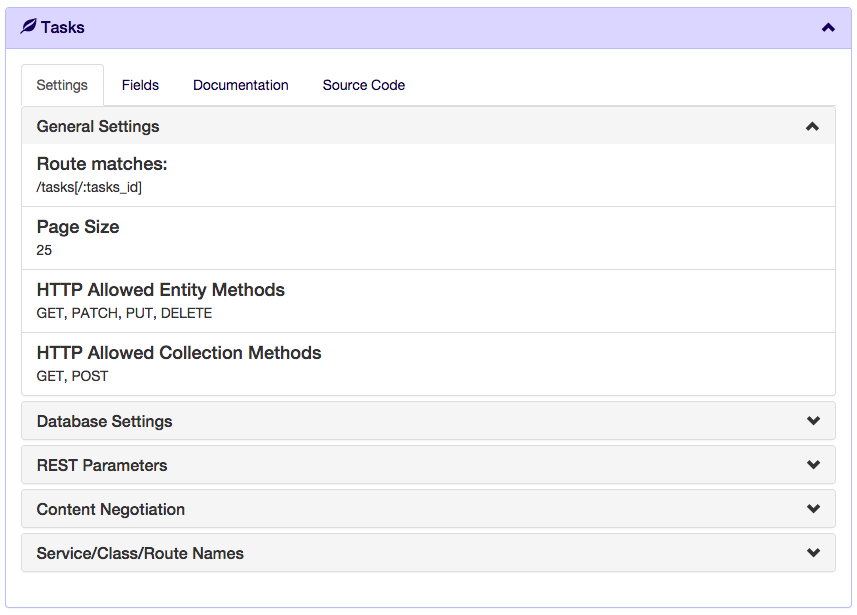 Tasks
Settings Fields Documentation Source Code
General Settings
Route matches:
/tasks[/:tasks_id]
Page Size
25
HTTP Allowed Entity Methods
GET, PATCH, PUT, DELETE
HTTP Allowed Collection Methods
GET, POST
Database Settings
REST Parameters
Content Negotiation
Service/Class/Route Names